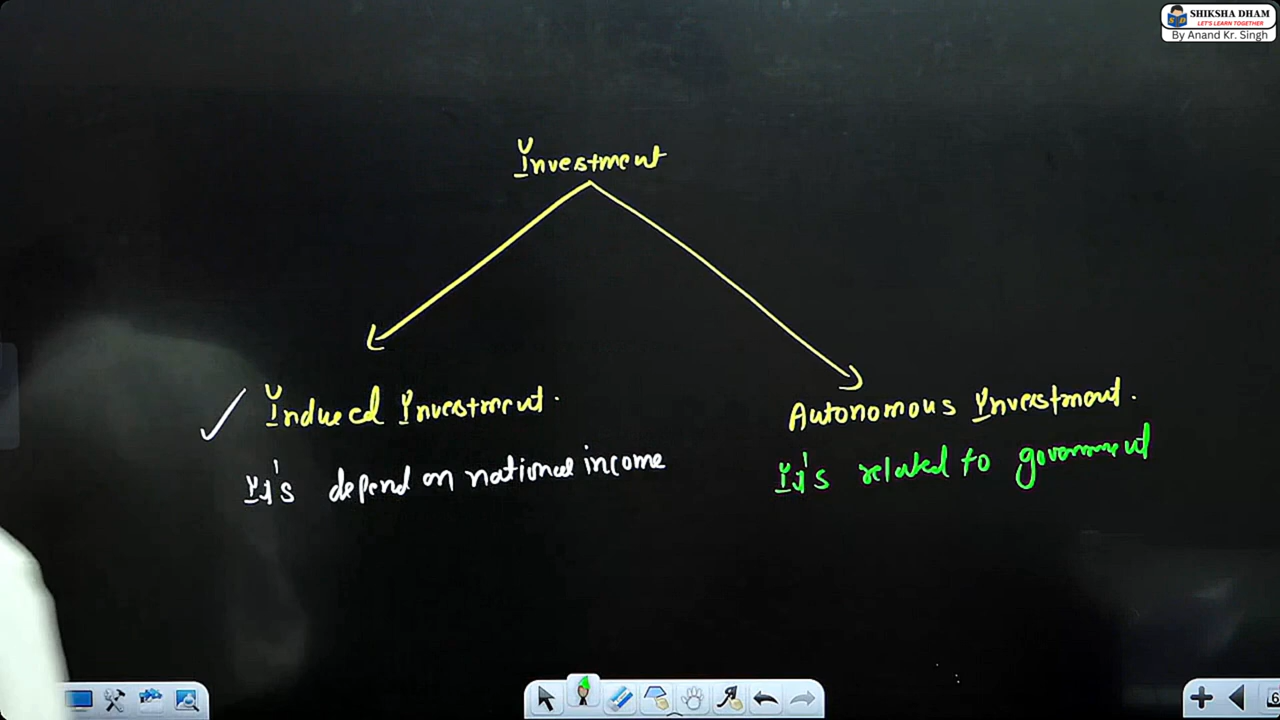 SHIKSHA DHAM
LET'S LEARN TOGETHER
By Anand Kr. Singh
Investment
Induced Investment.
It's depend on national income
Autonomous Investment.
It's related to government
6